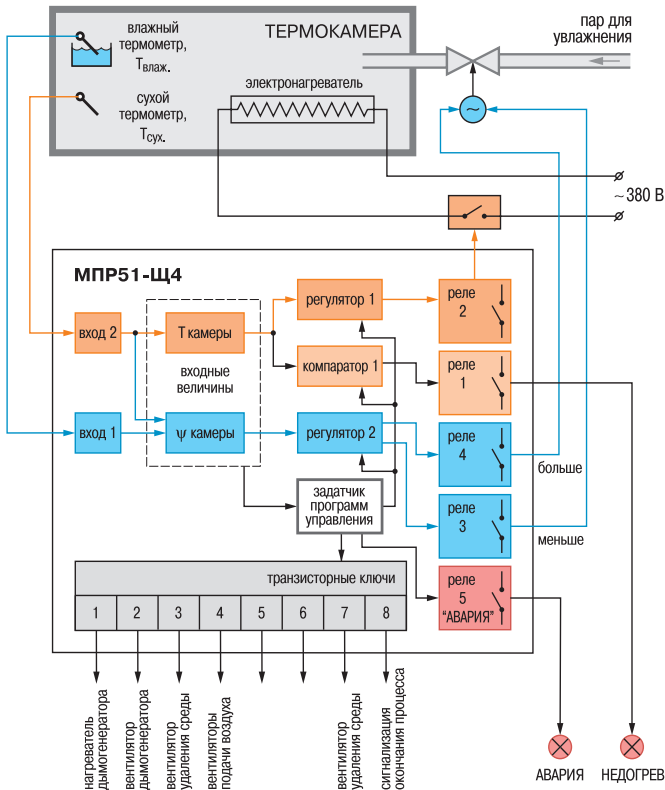 ТЕРМОКАМЕРА
влажный
термометр,
Tвлаж.
сухой
термометр,
Tсух.
электронагреватель
пар для
увлажнения
~
~380 В
МПР51-Щ4
вход 2
T камеры
входные
величины
вход 1
ψ камеры
регулятор 1
компаратор 1
регулятор 2
задатчик
программ
управления
реле
2
реле
1
реле
4
больше
реле
3
меньше
реле
5
"АВАРИЯ"
транзисторные ключи
1 2 3 4 5 6 7 8
нагреватель
дымогенератора
вентилятор
дымогенератора
вентилятор
удаления среды
вентиляторы
подачи воздуха
вентилятор
удаления среды
сигнализация
окончания процесса
АВАРИЯ
НЕДОГРЕВ